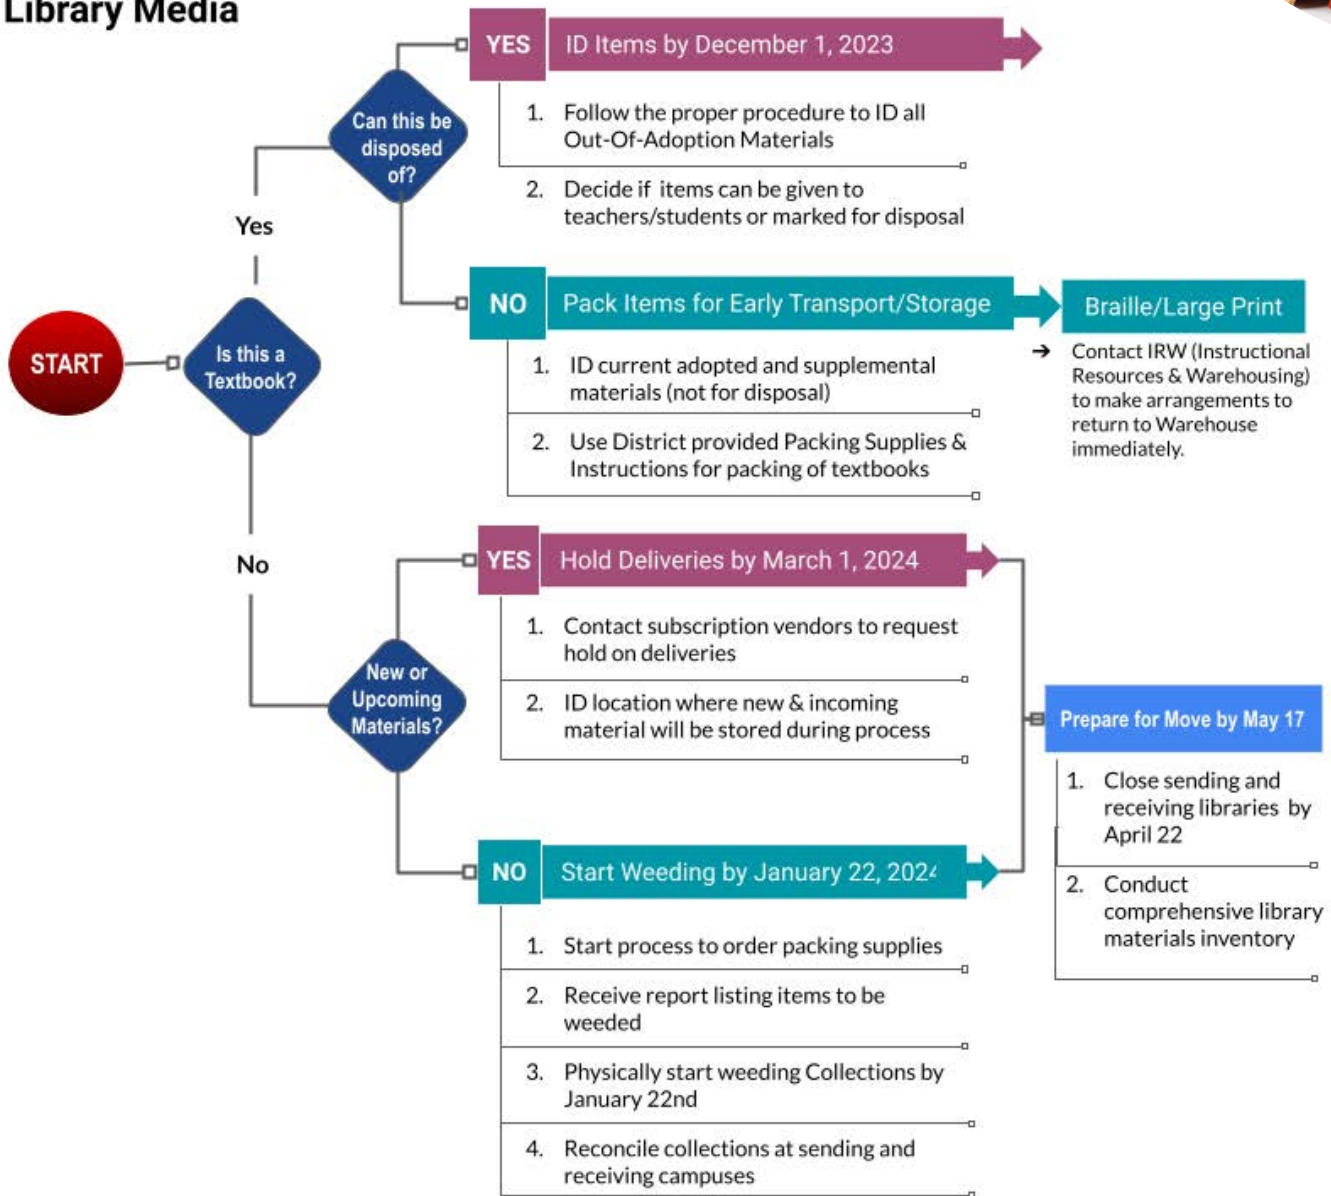 Library Media
START
Is this a
Textbook?
Yes
Can this be
disposed
of?
YES
ID Items by December 1, 2023
1. Follow the proper procedure to ID all
Out-Of-Adoption Materials
2. Decide if items can be given to
teachers/students or marked for disposal
NO
Pack Items for Early Transport/Storage
1. ID current adopted and supplemental
materials (not for disposal)
2. Use District provided Packing Supplies &
Instructions for packing of textbooks
Braille/Large Print
➔ Contact IRW (Instructional
Resources & Warehousing)
to make arrangements to
return to Warehouse
immediately.
No
New or
Upcoming
Materials?
YES
Hold Deliveries by March 1, 2024
1. Contact subscription vendors to request
hold on deliveries
2. ID location where new & incoming
material will be stored during process
NO
Start Weeding by January 22, 2024
1. Start process to order packing supplies
2. Receive report listing items to be
weeded
3. Physically start weeding Collections by
January 22nd
4. Reconcile collections at sending and
receiving campuses
Prepare for Move by May 17
1. Close sending and
receiving libraries by
April 22
2. Conduct
comprehensive library
materials inventory